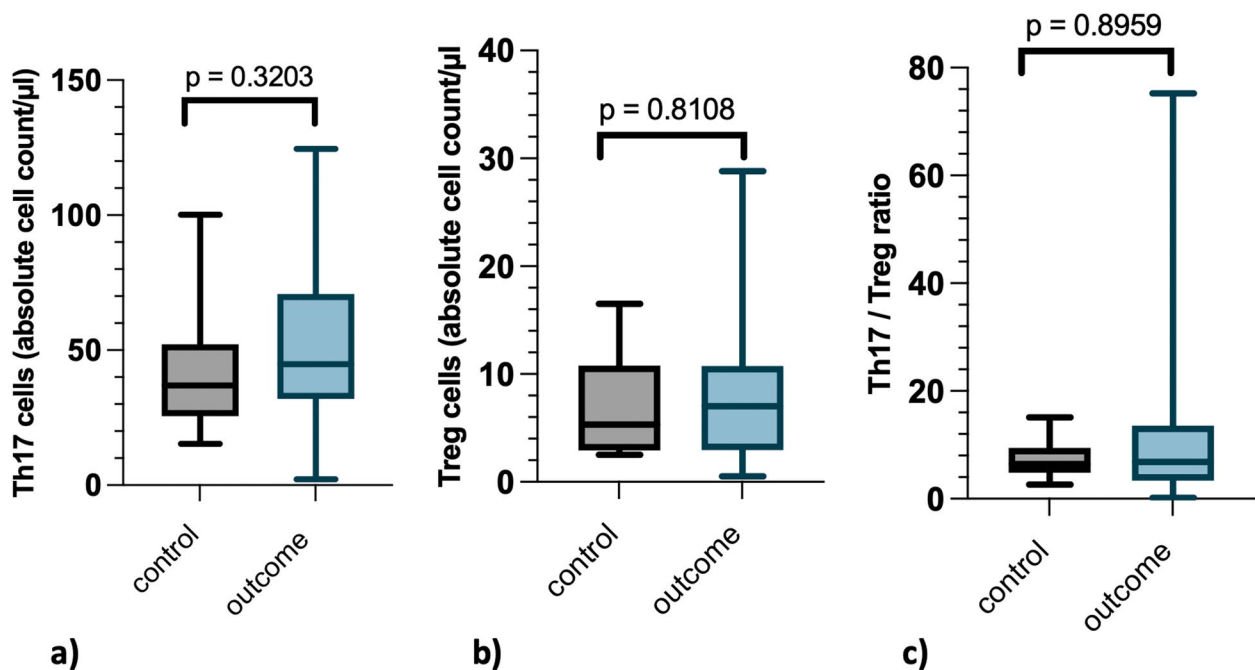 p = 0.3203
Th17 cells (absolute cell count/µl)
150
100
50
0
control
outcome
a)
p = 0.8108
Treg cells (absolute cell count/µl
40
30
20
10
0
control
outcome
b)
p = 0.8959
Th17 / Treg ratio
80
60
40
20
0
control
outcome
c)